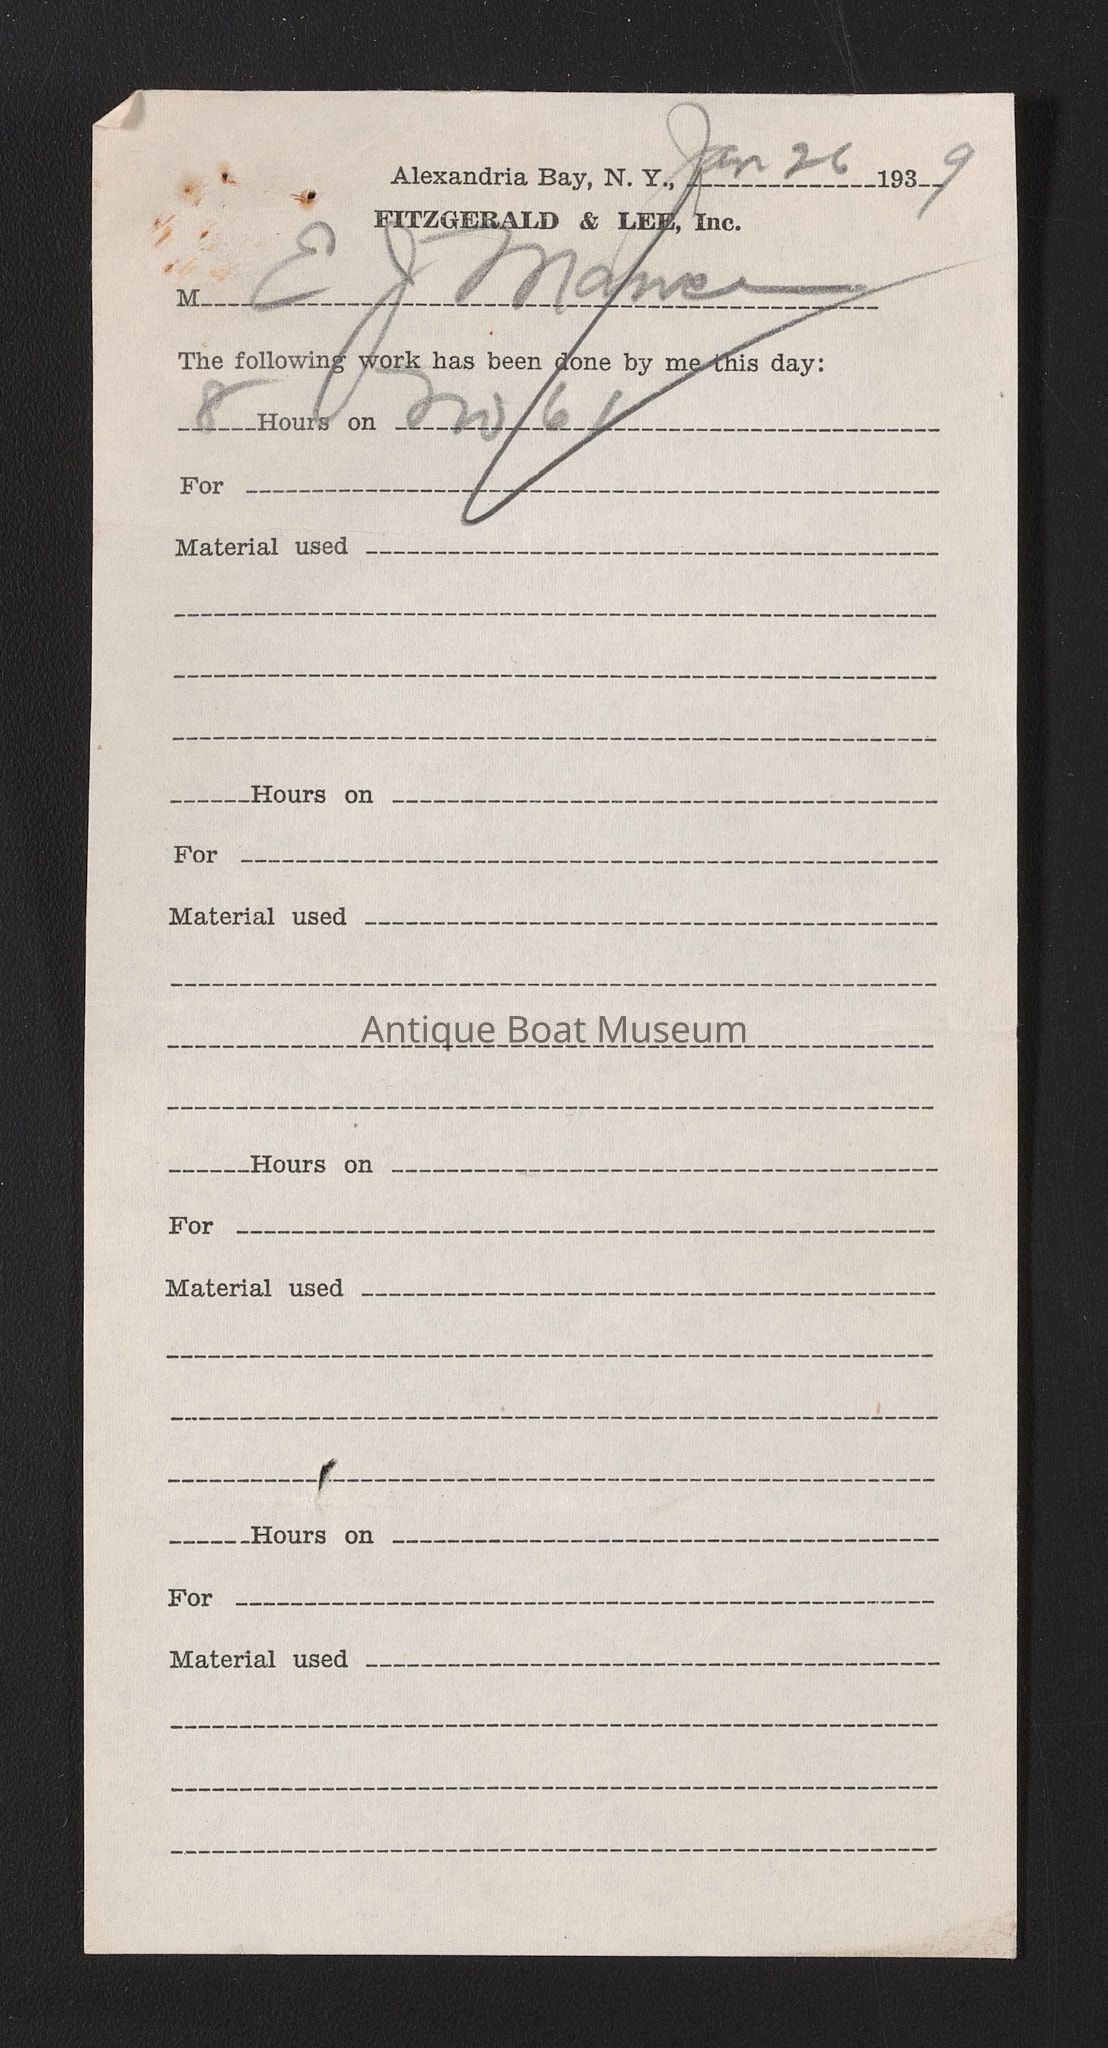 Alexandria Bay, N. Y., Jan 26 1939
FITZGERALD & LEE, Inc.
M E J
The following work has been done by me this day:
8 Hours on No 61
For
Material used
Hours on
For
Material used
Antique Boat Museum
Hours on
For
Material used
Hours on
For
Material used